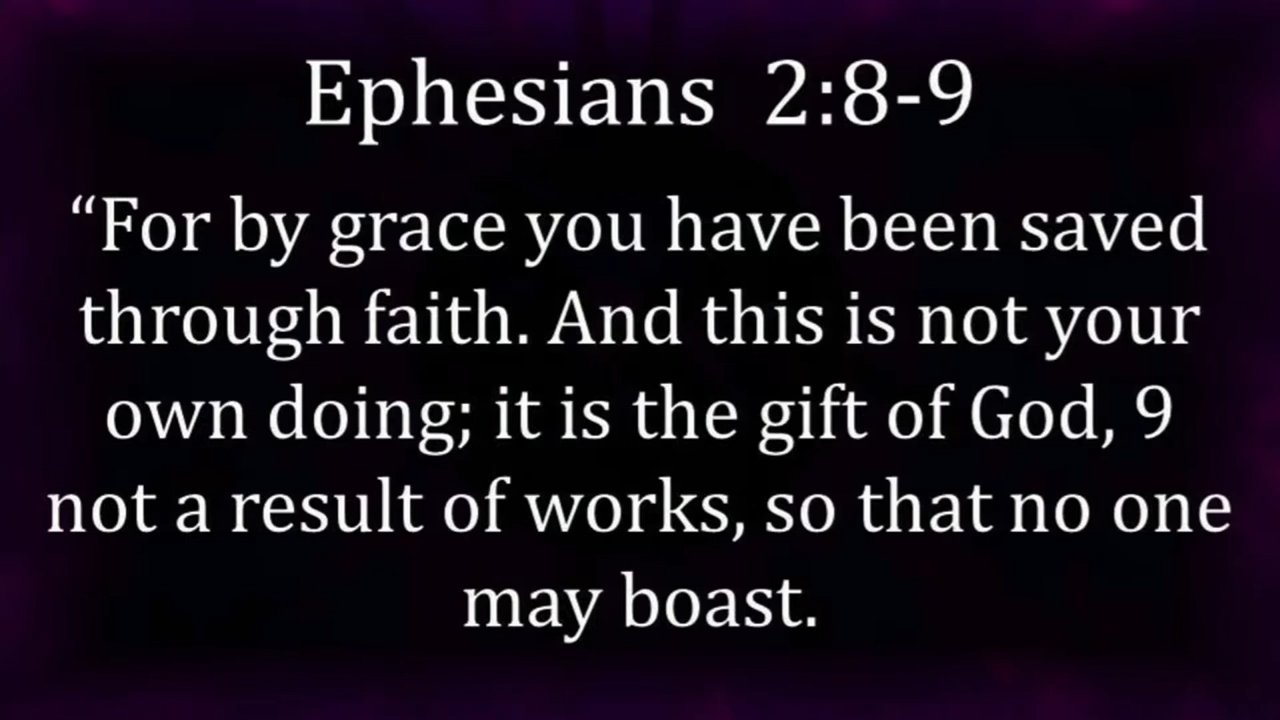 Ephesians 2:8-9
“For by grace you have been saved
through faith. And this is not your
own doing; it is the gift of God, 9
not a result of works, so that no one
may boast.